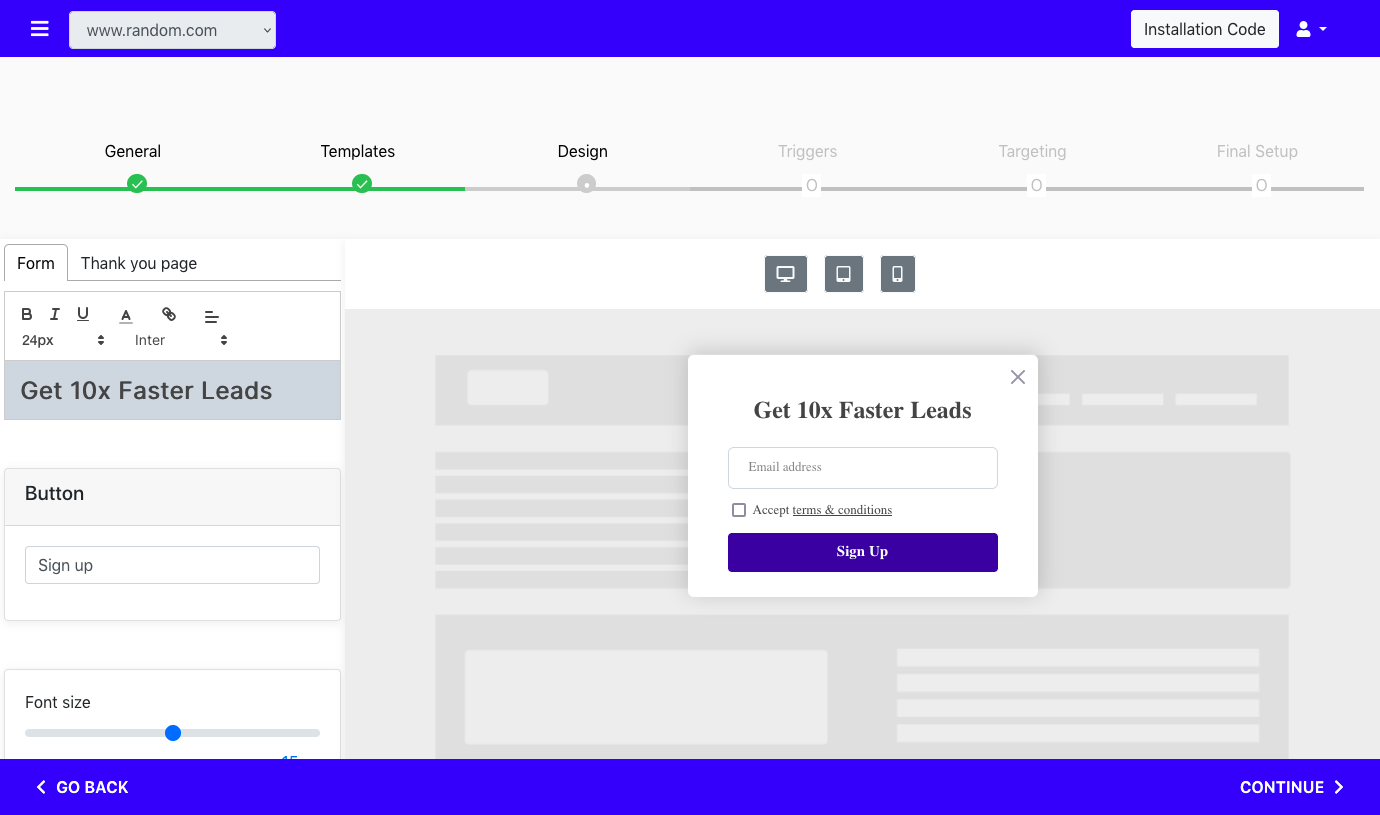 www.random.com
Installation Code
General
Templates
Design
Triggers
Targeting
Final Setup
Form
Thank you page
B I U A
24px
Inter
Get 10x Faster Leads
Button
Sign up
Font size
15
Get 10x Faster Leads
Email address
Accept terms & conditions
Sign Up
GO BACK
CONTINUE